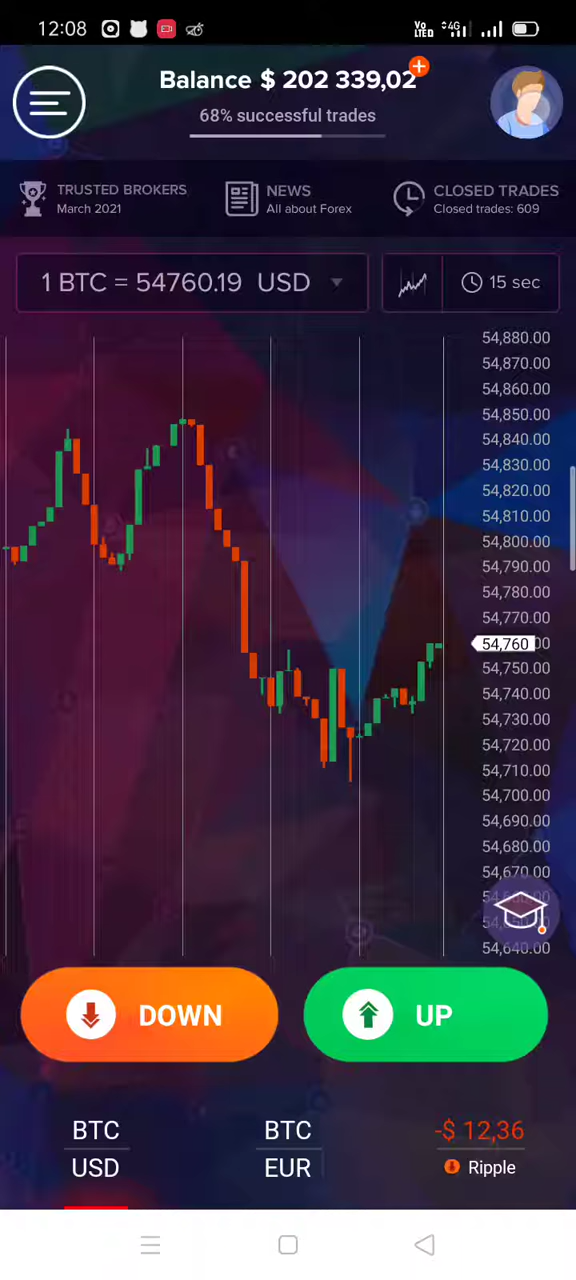 12:08
Vo LTED 4G
Balance $ 202 339,02
68% successful trades
TRUSTED BROKERS
March 2021
NEWS
All about Forex
CLOSED TRADES
Closed trades: 609
1 BTC = 54760.19 USD
15 sec
54,880.00
54,870.00
54,860.00
54,850.00
54,840.00
54,830.00
54,820.00
54,810.00
54,800.00
54,790.00
54,780.00
54,770.00
54,760
54,750.00
54,740.00
54,730.00
54,720.00
54,710.00
54,700.00
54,690.00
54,680.00
54,670.00
54,640.00
DOWN
UP
BTC
USD
BTC
EUR
-$ 12,36
Ripple